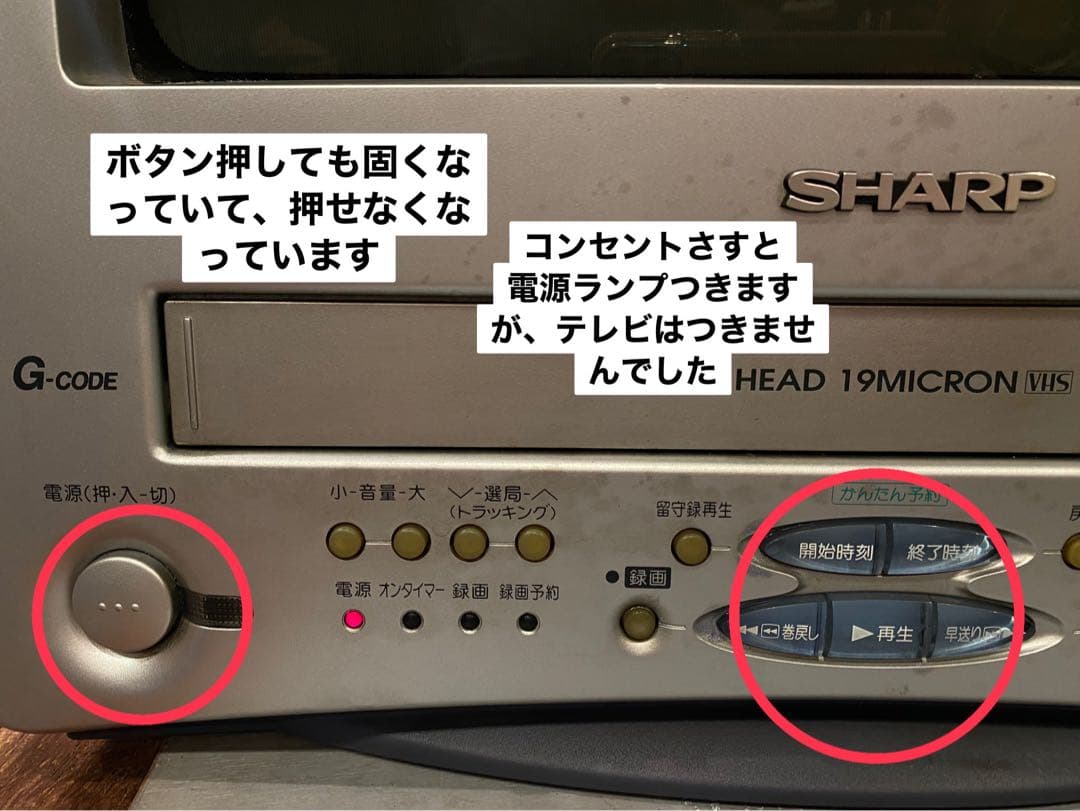 ボタン押しても固くな
っていて、押せなくな
っています
SHARP
コンセントさすと
電源ランプつきます
が、テレビはつきませ
んでした
G-CODE
HEAD 19MICRON VHS
電源(押・入-切)
小-音量-大
-選局-
(トラッキング)
留守録再生
かんたん予約
開始時刻
終了時刻
電源 オンタイマー 録画 録画予約
●録画
巻戻し
再生
早送り